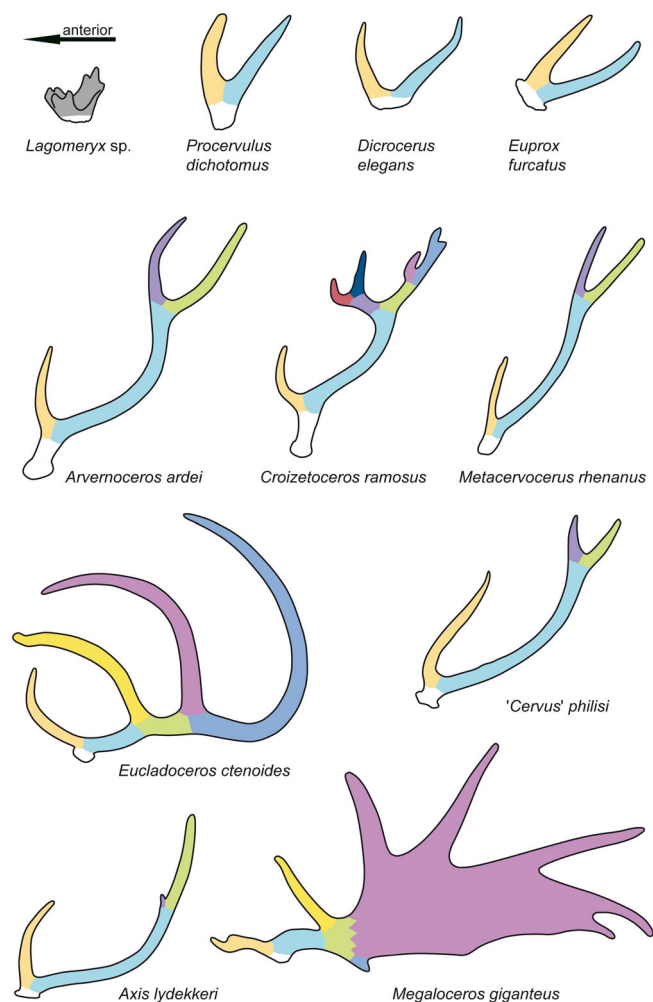 anterior
Lagomeryx sp.
Procervulus
dichotomus
Dicrocerus
elegans
Euprox
furcatus
Arvernoceros ardei
Croizetoceros ramosus
Metacervocerus rhenanus
'Cervus' philisi
Eucladoceros ctenoides
Axis lydekkeri
Megaloceros giganteus